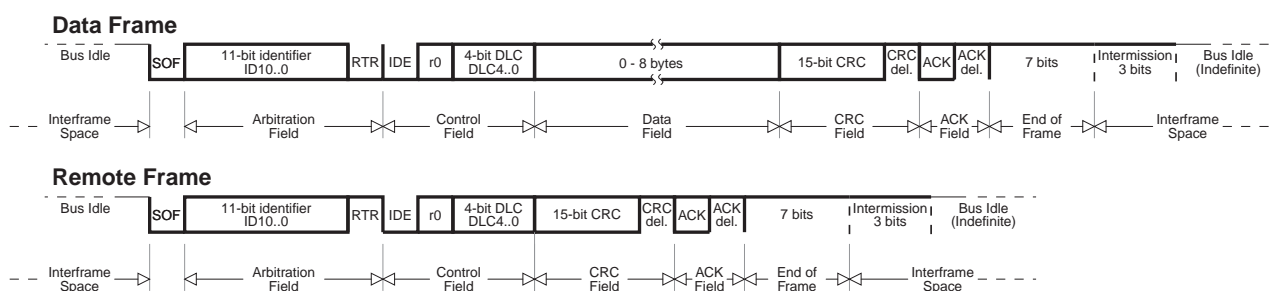 Data Frame
Bus Idle SOF 11-bit identifier ID10..0 RTR IDE r0 4-bit DLC DLC4..0 0 - 8 bytes 15-bit CRC CRC del. ACK ACK del. 7 bits Intermission 3 bits Bus Idle (Indefinite)
Interframe Space Arbitration Field Control Field Data Field CRC Field ACK Field End of Frame Interframe Space
Remote Frame
Bus Idle SOF 11-bit identifier ID10..0 RTR IDE r0 4-bit DLC DLC4..0 15-bit CRC CRC del. ACK ACK del. 7 bits Intermission 3 bits Bus Idle (Indefinite)
Interframe Space Arbitration Field Control Field CRC Field ACK Field End of Frame Interframe Space